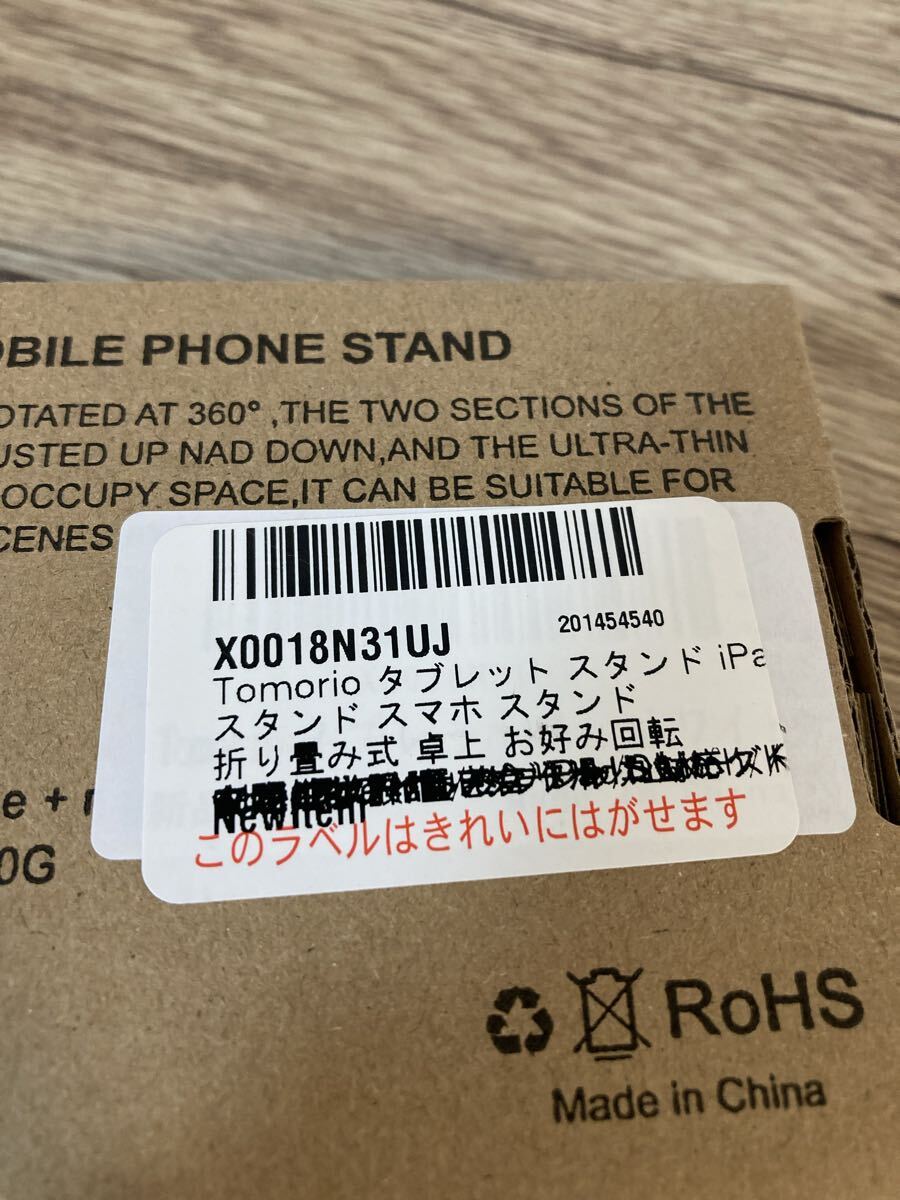 OBILE PHONE STAND
OTATED AT 360° ,THE TWO SECTIONS OF THE
USTED UP NAD DOWN,AND THE ULTRA-THIN
OCCUPY SPACE,IT CAN BE SUITABLE FOR
CENES
X0018N31UJ
201454540
Tomorio タブレット スタンド iPa
スタンド スマホ スタンド
折り畳み式 卓上 お好み回転
NewItem
このラベルはきれいにはがせます
e +
0G
RoHS
Made in China